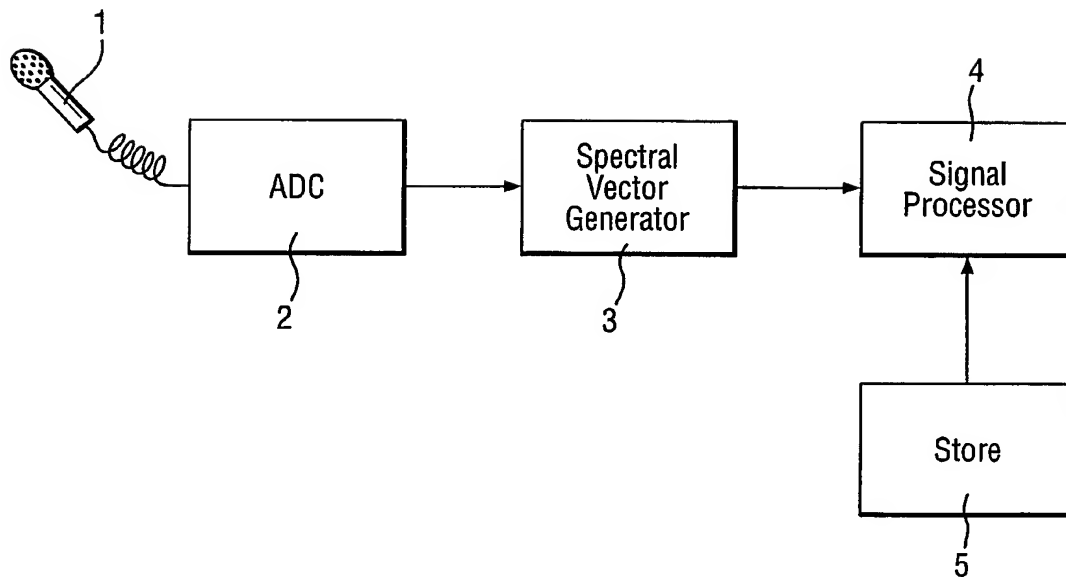 1
ADC
2
Spectral
Vector
Generator
3
4
Signal
Processor
Store
5